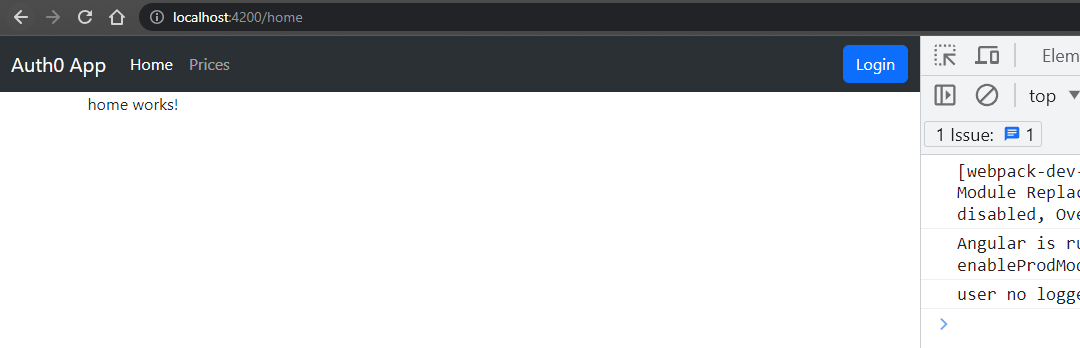 localhost:4200/home
Auth0 App Home Prices Login
home works!
Elem
top
1 Issue: 1
[webpack-dev-
Module Replac
disabled, Ove
Angular is ru
enableProdMod
user no logge